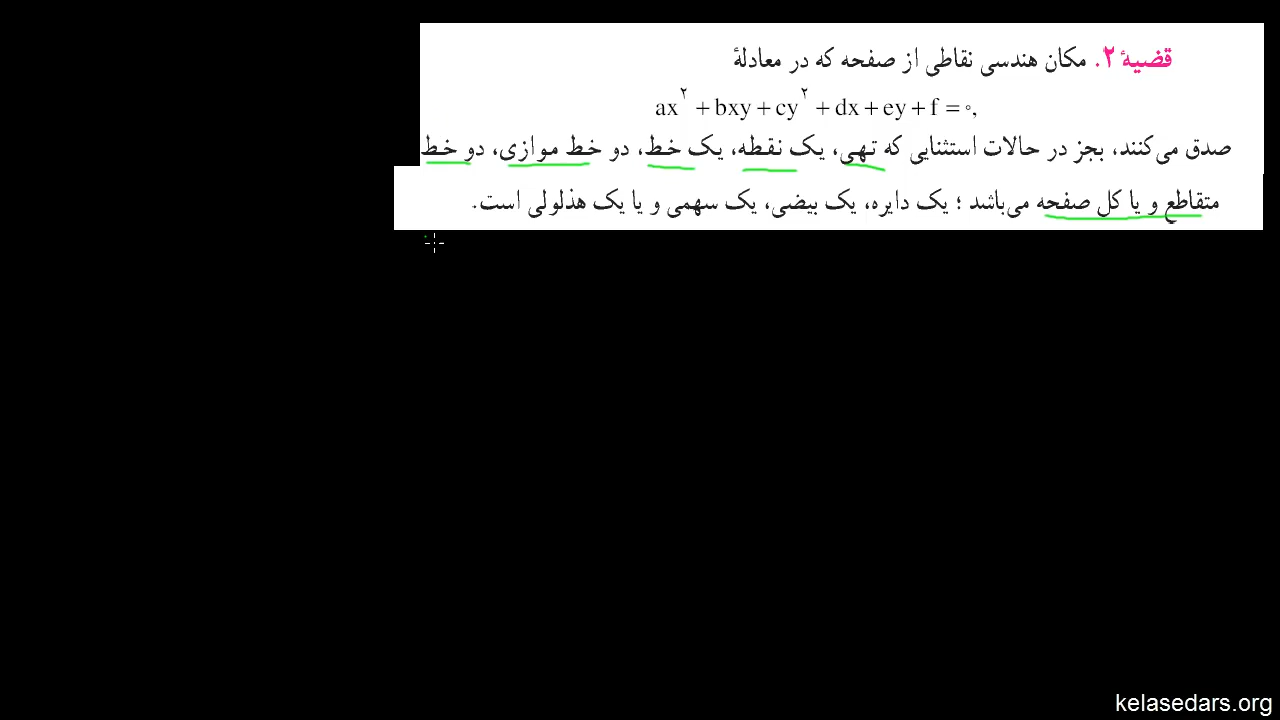 قضیهٔ ۲. مکان هندسی نقاطی از صفحه که در معادلهٔ
ax۲ + bxy + cy۲ + dx + ey + f = ۰,
صدق می‌کنند، بجز در حالات استثنایی که تهی، یک نقطه، یک خط، دو خط موازی، دو خط
متقاطع و یا کل صفحه می‌باشد ؛ یک دایره، یک بیضی، یک سهمی و یا یک هذلولی است.
kelasedars.org